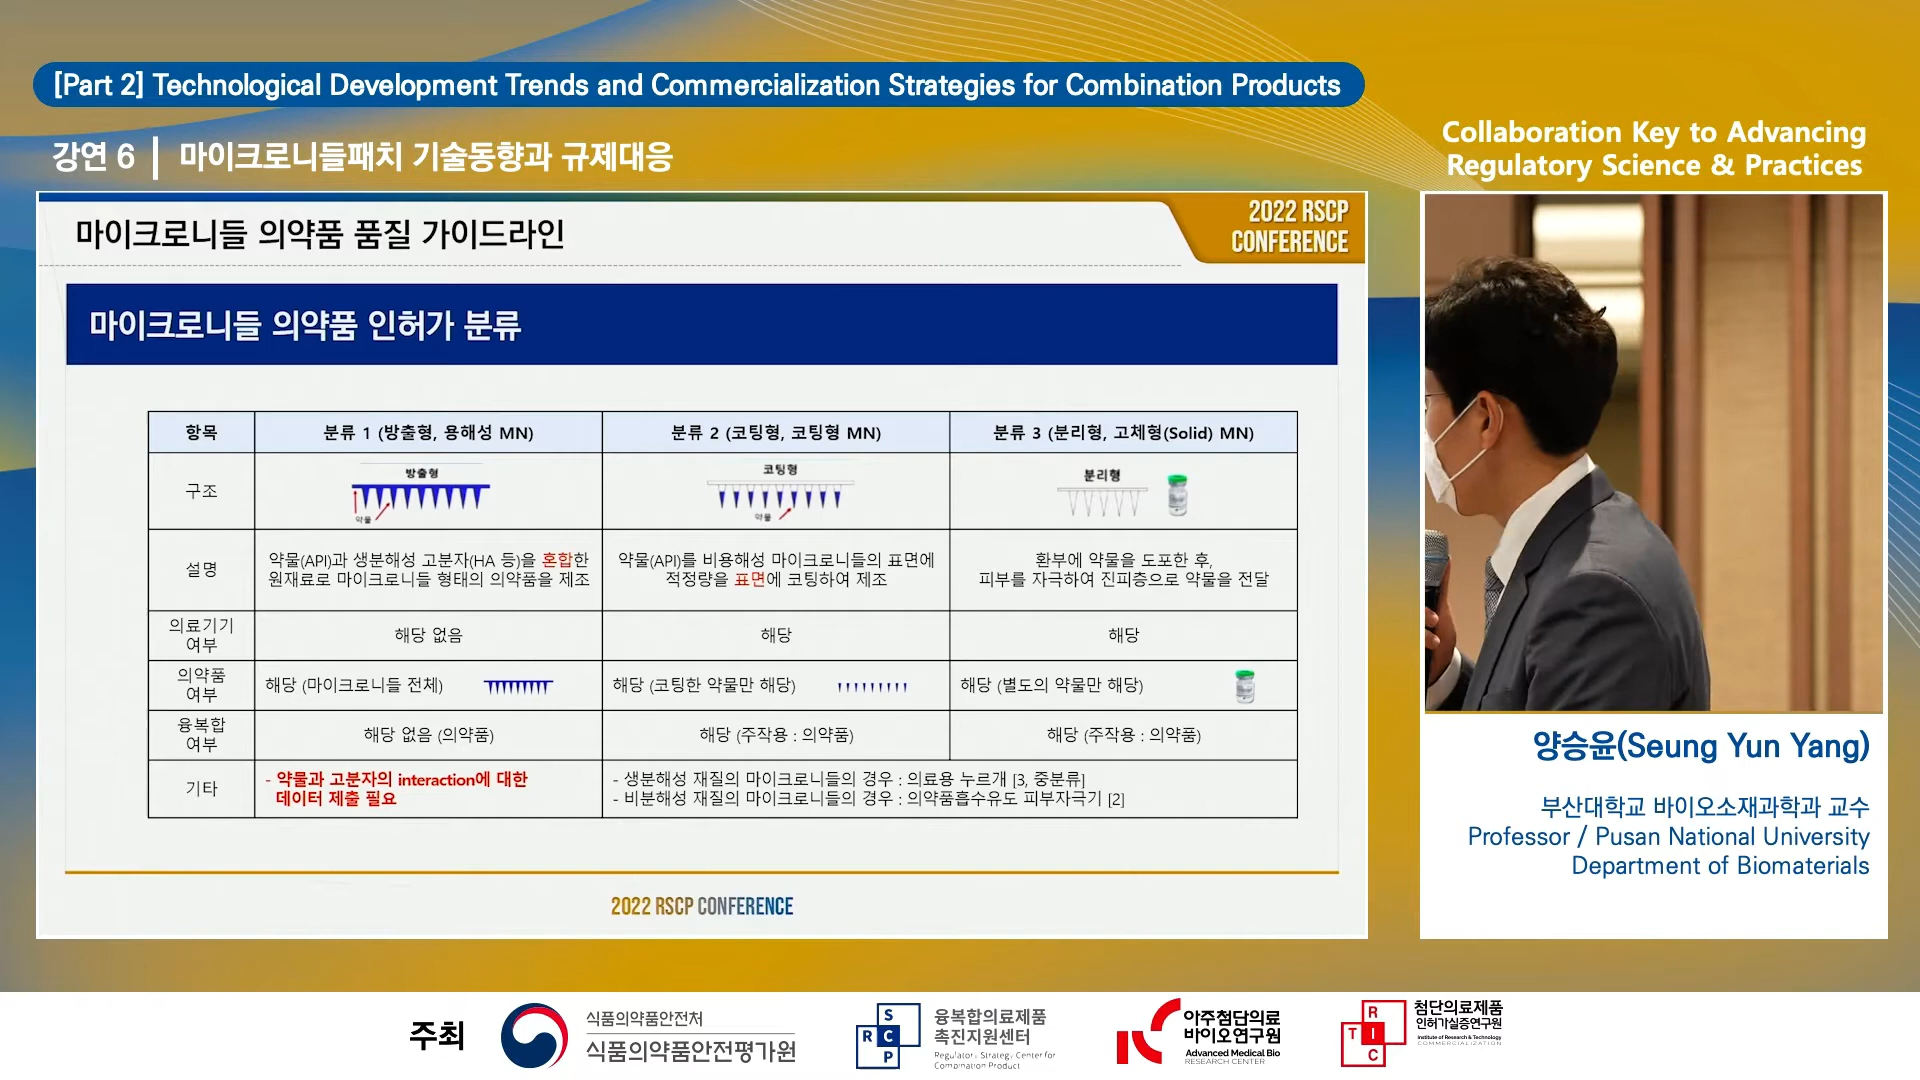 [Part 2] Technological Development Trends and Commercialization Strategies for Combination Products
강연 6 | 마이크로니들패치 기술동향과 규제대응
Collaboration Key to Advancing
Regulatory Science & Practices
마이크로니들 의약품 품질 가이드라인
2022 RSCP
CONFERENCE
마이크로니들 의약품 인허가 분류
항목
분류 1 (방출형, 용해성 MN)
분류 2 (코팅형, 코팅형 MN)
분류 3 (분리형, 고체형(Solid) MN)
구조
방출형
약물
코팅형
약물
분리형
설명
약물(API)과 생분해성 고분자(HA 등)을 혼합한
원재료로 마이크로니들 형태의 의약품을 제조
약물(API)를 비용해성 마이크로니들의 표면에
적정량을 표면에 코팅하여 제조
환부에 약물을 도포한 후,
피부를 자극하여 진피층으로 약물을 전달
의료기기
여부
해당 없음
해당
해당
의약품
여부
해당 (마이크로니들 전체)
해당 (코팅한 약물만 해당)
해당 (별도의 약물만 해당)
융복합
여부
해당 없음 (의약품)
해당 (주작용 : 의약품)
해당 (주작용 : 의약품)
기타
- 약물과 고분자의 interaction에 대한
데이터 제출 필요
- 생분해성 재질의 마이크로니들의 경우 : 의료용 누르개 [3, 중분류]
- 비분해성 재질의 마이크로니들의 경우 : 의약품흡수유도 피부자극기 [2]
2022 RSCP CONFERENCE
양승윤(Seung Yun Yang)
부산대학교 바이오소재과학과 교수
Professor / Pusan National University
Department of Biomaterials
주최
식품의약품안전처
식품의약품안전평가원
S
R C
P
융복합의료제품
촉진지원센터
Regulatory Strategy Center for
Combination Product
아주첨단의료
바이오연구원
Advanced Medical Bio
RESEARCH CENTER
R
T I
C
첨단의료제품
인허가실증연구원
Institute of Research & Technology
COMMERCIALIZATION